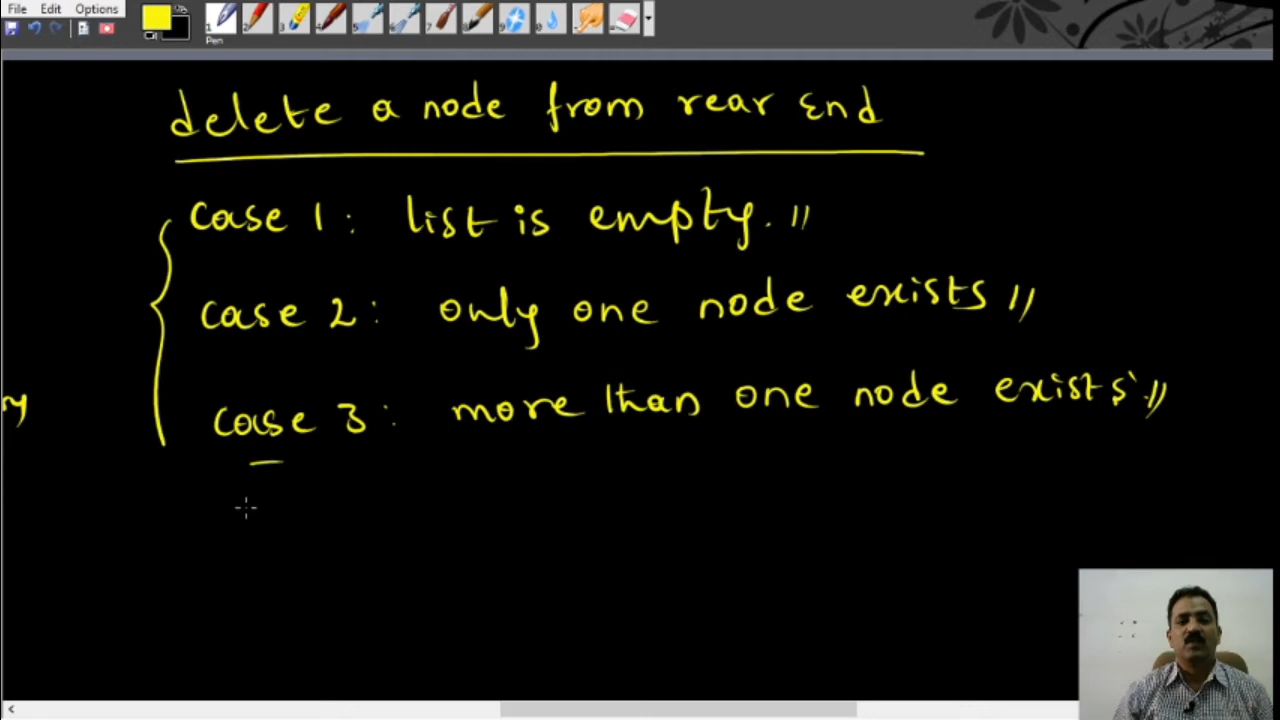 File Edit Options
Pen
delete a node from rear End
case 1: list is empty.
case 2: only one node exists
case 3: more than one node exists